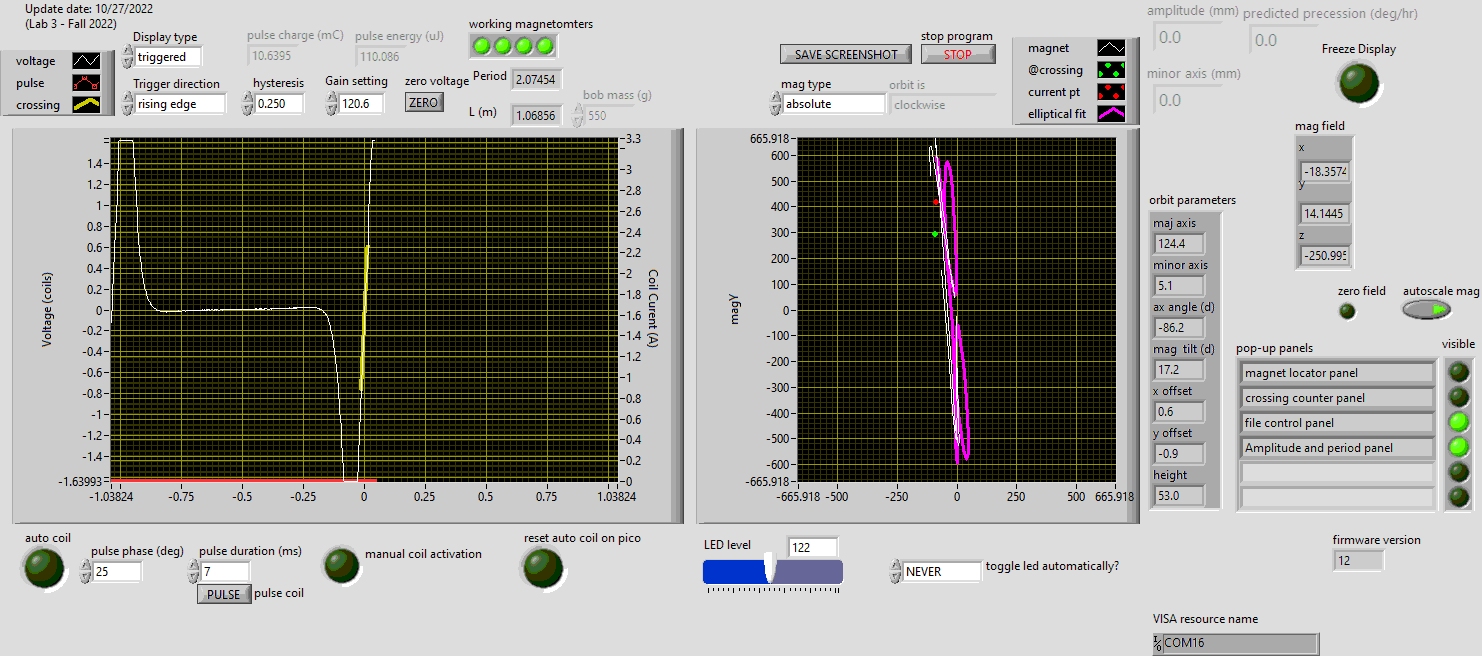 Update date: 10/27/2022
(Lab 3 - Fall 2022)
voltage
pulse
crossing
Display type
triggered
Trigger direction
rising edge
pulse charge (mC)
10.6395
pulse energy (uJ)
110.086
hysteresis
0.250
Gain setting
120.6
zero voltage
ZERO
working magnetomters
Period
2.07454
L (m)
1.06856
bob mass (g)
550
SAVE SCREENSHOT
stop program
STOP
mag type
absolute
orbit is
clockwise
magnet
@crossing
current pt
elliptical fit
amplitude (mm)
0.0
predicted precession (deg/hr)
0.0
minor axis (mm)
0.0
Freeze Display
mag field
x
-18.3574
y
14.1445
z
-250.995
Voltage (coils)
1.4
1.2
1
0.8
0.6
0.4
0.2
0
-0.2
-0.4
-0.6
-0.8
-1
-1.2
-1.4
-1.63993
-1.03824
-0.75
-0.5
-0.25
0
0.25
0.5
0.75
1.03824
3.3
3
2.8
2.6
2.4
2.2
2
1.8
1.6
1.4
1.2
1
0.8
0.6
0.4
0.2
0
Coil Current (A)
magy
665.918
600
500
400
300
200
100
0
-100
-200
-300
-400
-500
-600
-665.918
-665.918
-500
-250
0
250
500
665.918
orbit parameters
maj axis
124.4
minor axis
5.1
ax angle (d)
-86.2
mag tilt (d)
17.2
x offset
0.6
y offset
-0.9
height
53.0
zero field
autoscale mag
pop-up panels
visible
magnet locator panel
crossing counter panel
file control panel
Amplitude and period panel
auto coil
pulse phase (deg)
25
pulse duration (ms)
7
PULSE
pulse coil
manual coil activation
reset auto coil on pico
LED level
122
NEVER
toggle led automatically?
firmware version
12
VISA resource name
I/0
COM16